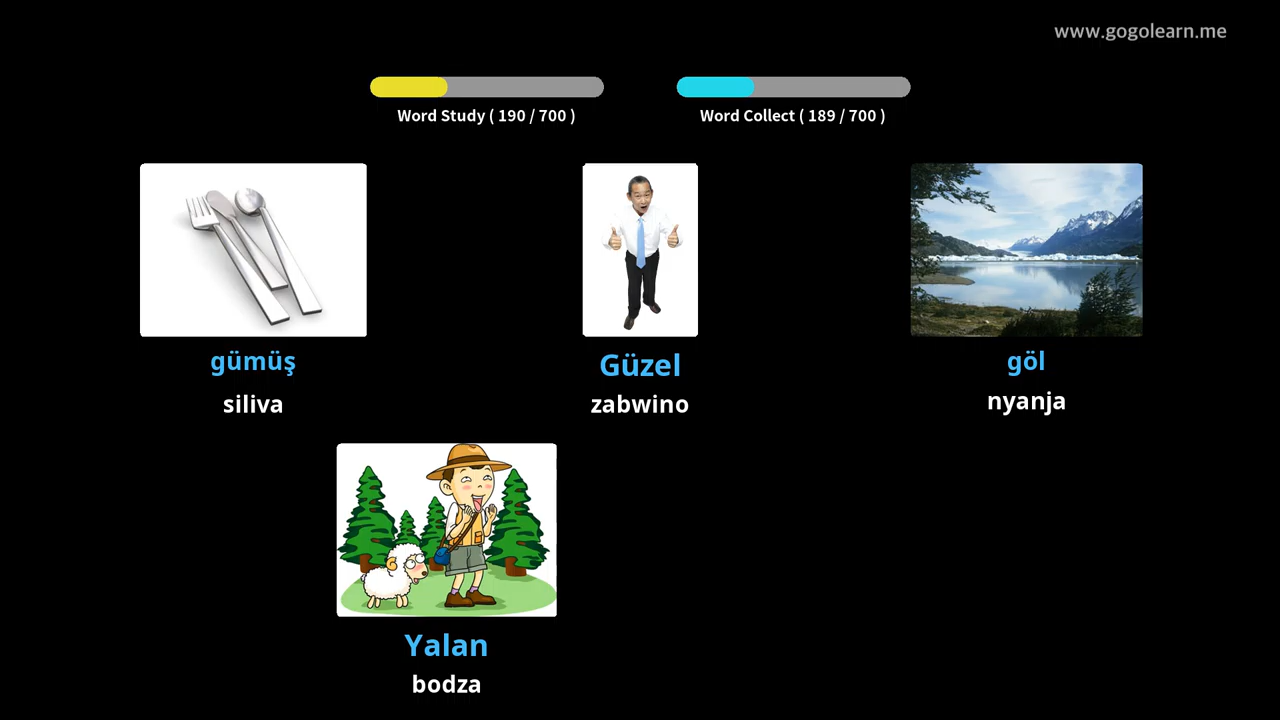 www.gogolearn.me
Word Study ( 190 / 700 )
Word Collect ( 189 / 700 )
gümüş
siliva
Güzel
zabwino
göl
nyanja
Yalan
bodza